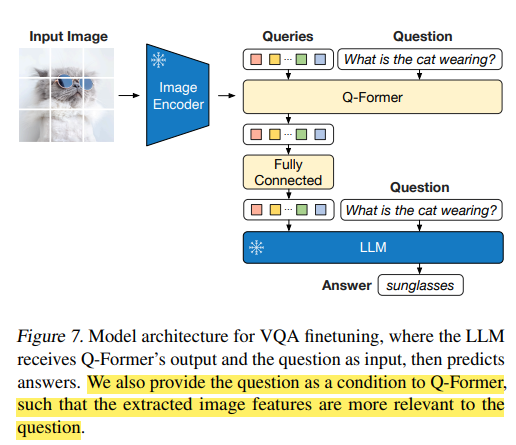 Input Image
Queries
Question
What is the cat wearing?
Image
Encoder
Q-Former
Fully
Connected
Question
What is the cat wearing?
LLM
Answer
sunglasses
Figure 7. Model architecture for VQA finetuning, where the LLM
receives Q-Former's output and the question as input, then predicts
answers. We also provide the question as a condition to Q-Former,
such that the extracted image features are more relevant to the
question.